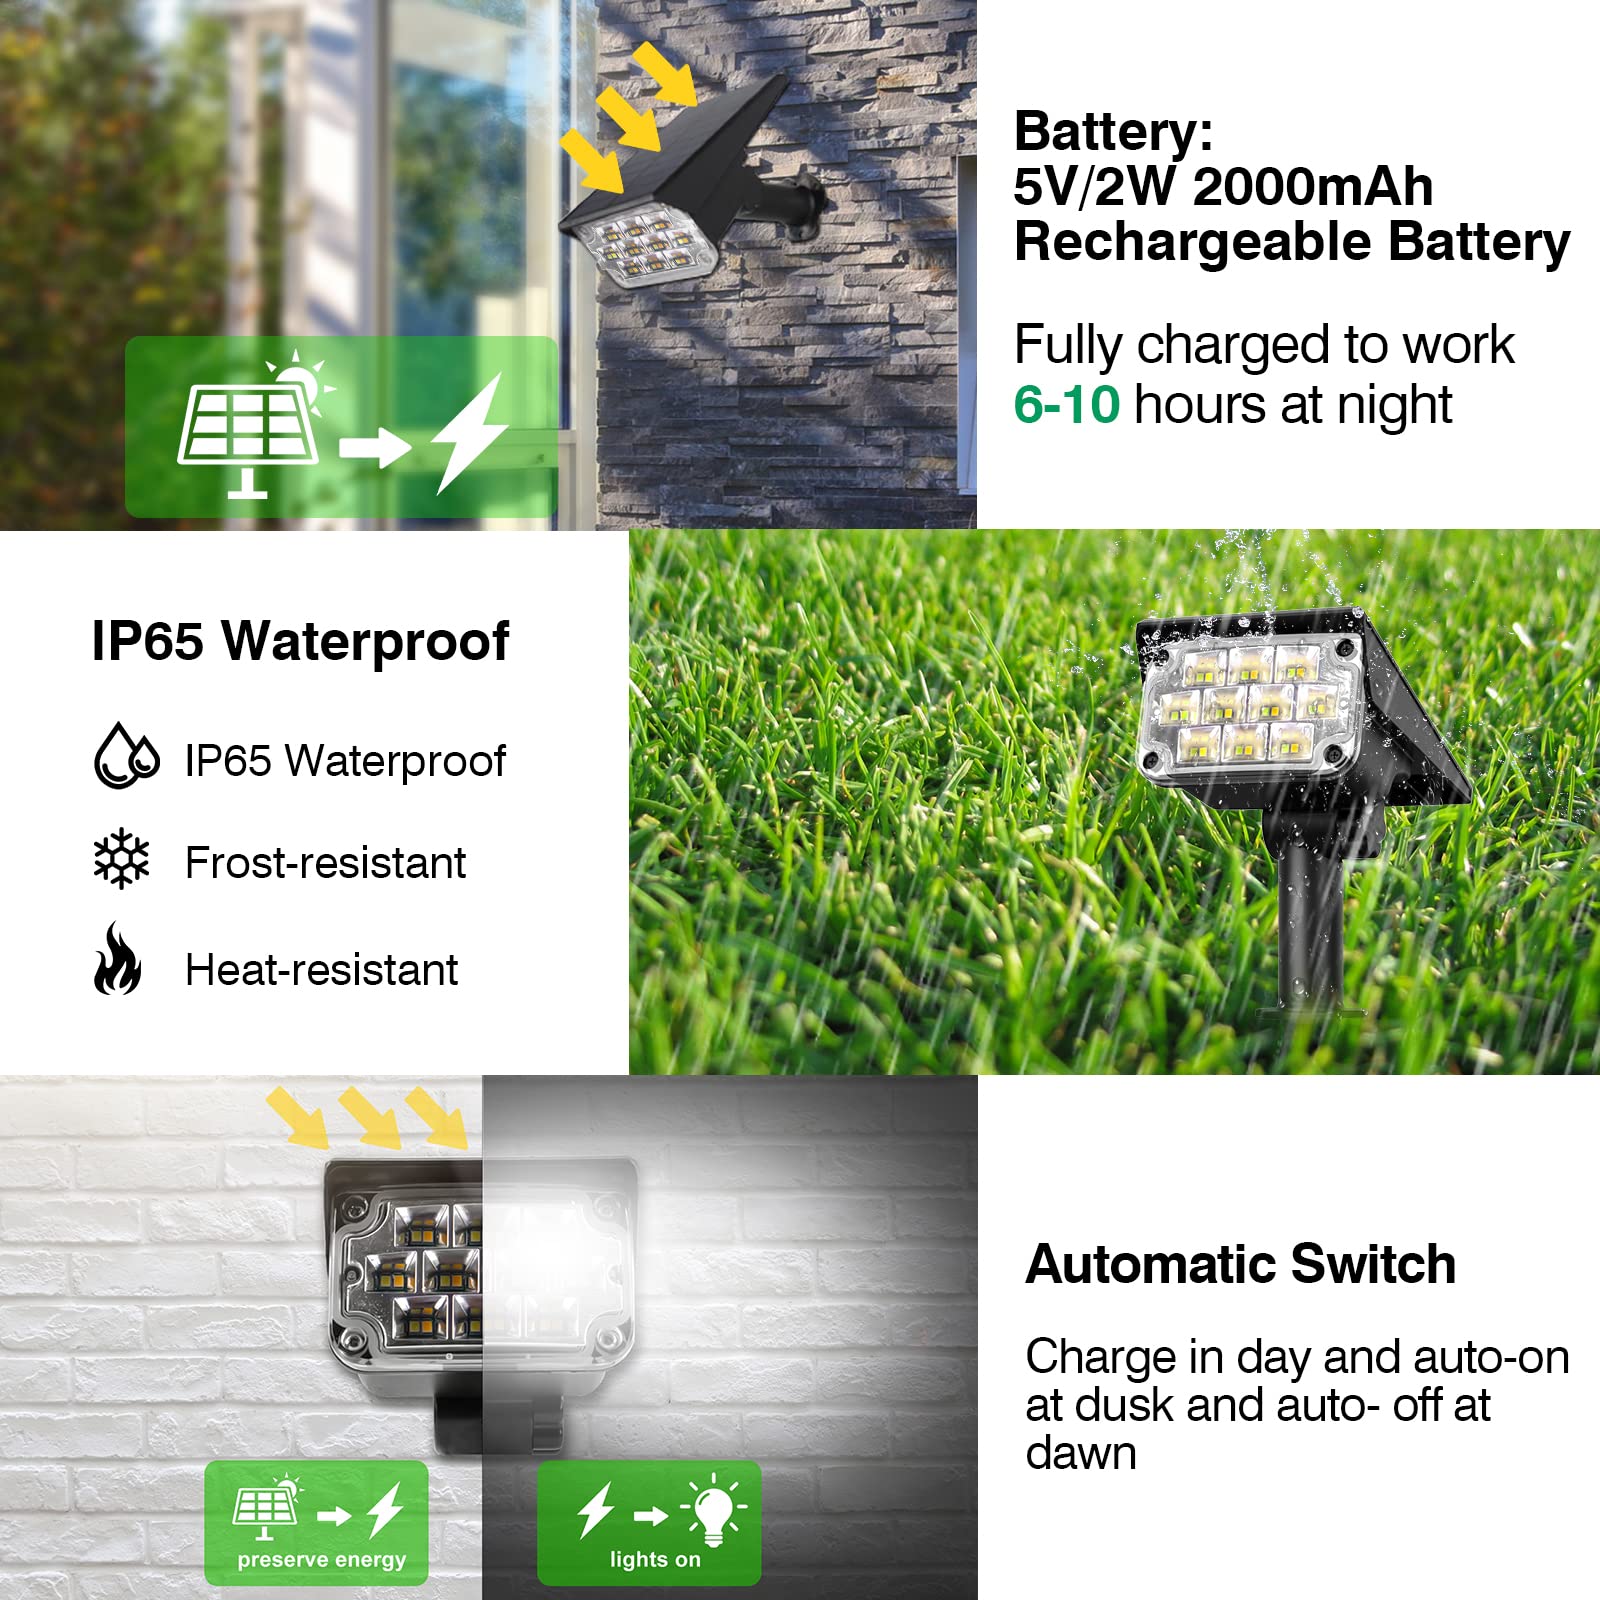 Battery:
5V/2W 2000mAh
Rechargeable Battery
Fully charged to work
6-10 hours at night
IP65 Waterproof
IP65 Waterproof
Frost-resistant
Heat-resistant
Automatic Switch
Charge in day and auto-on
at dusk and auto- off at
dawn
preserve energy
lights on